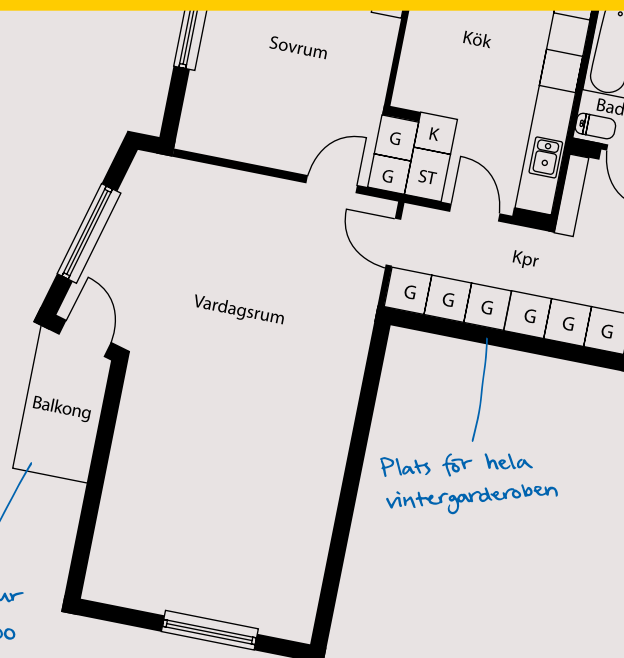 Sovrum
Kök
Bad
G
K
G
ST
Kpr
Vardagsrum
G
G
G
G
G
G
Balkong
Plats för hela
vintergarderoben